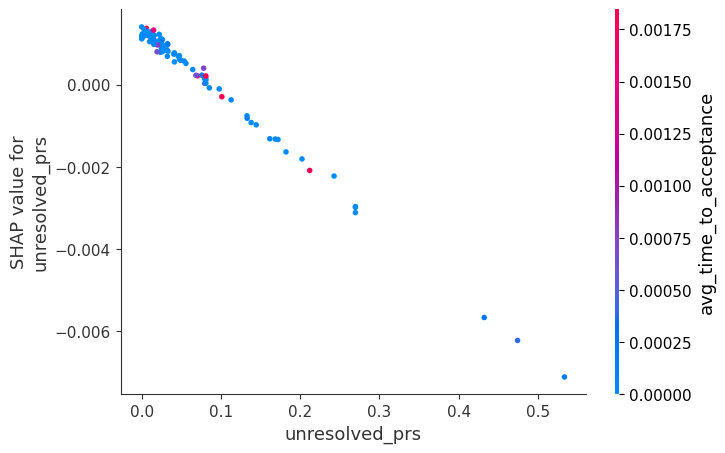 SHAP value for
unresolved_prs
0.000
−0.002
−0.004
−0.006
0.0 0.1 0.2 0.3 0.4 0.5
unresolved_prs
0.00175
0.00150
0.00125
0.00100
0.00075
0.00050
0.00025
0.00000
avg_time_to_acceptance